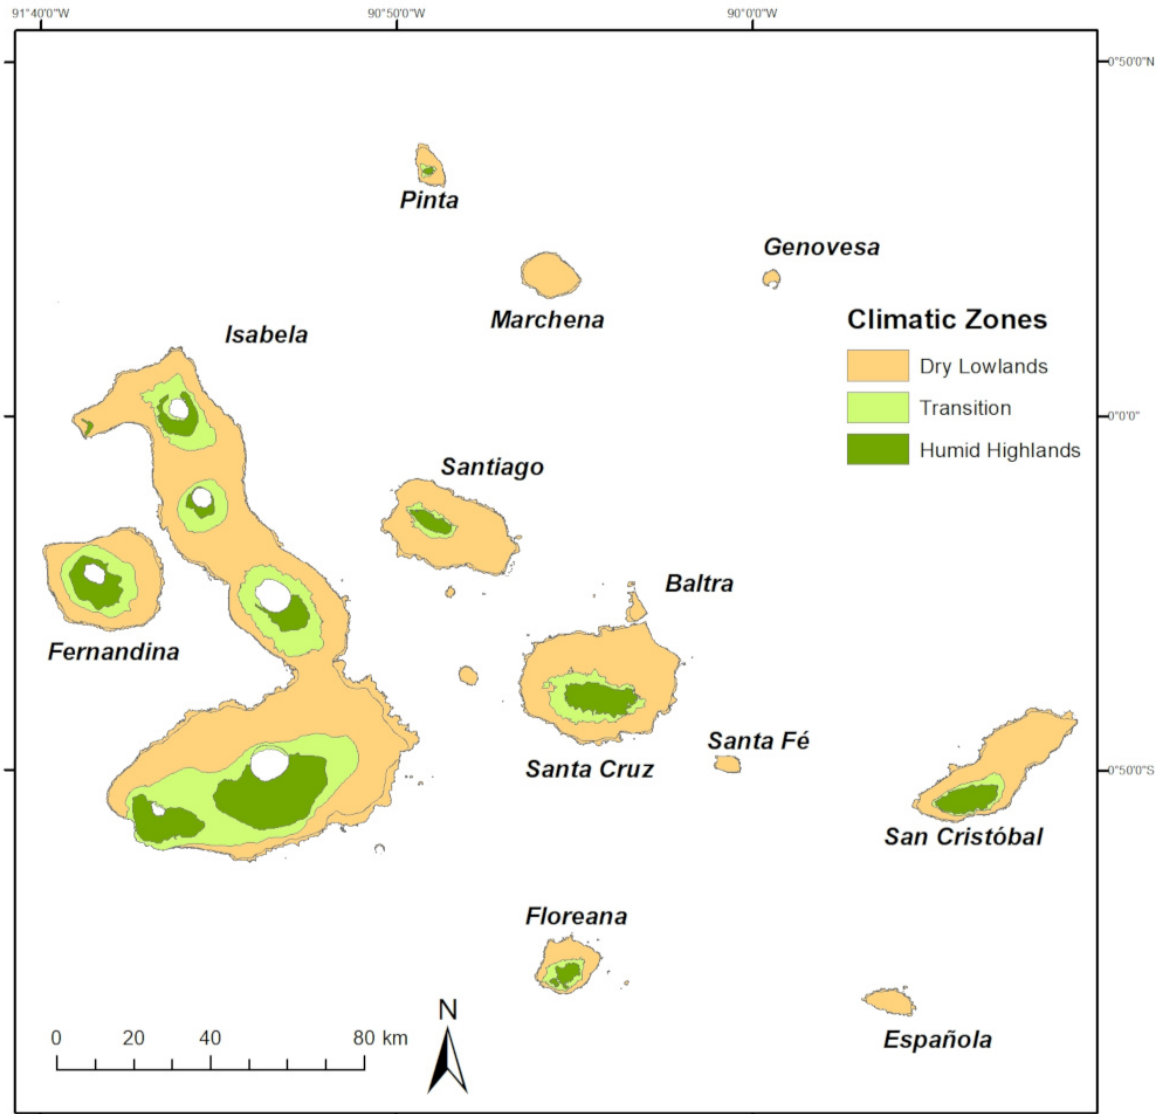 91°40'0"W
90°50'0"W
90°0'0"W
0°50'0"N
Pinta
Genovesa
Marchena
Climatic Zones
Isabela
Dry Lowlands
Transition
0°0'0"
Humid Highlands
Santiago
Baltra
Fernandina
Santa Fé
Santa Cruz
0°50'0"S
San Cristóbal
Floreana
N
0 20 40 80 km
Española